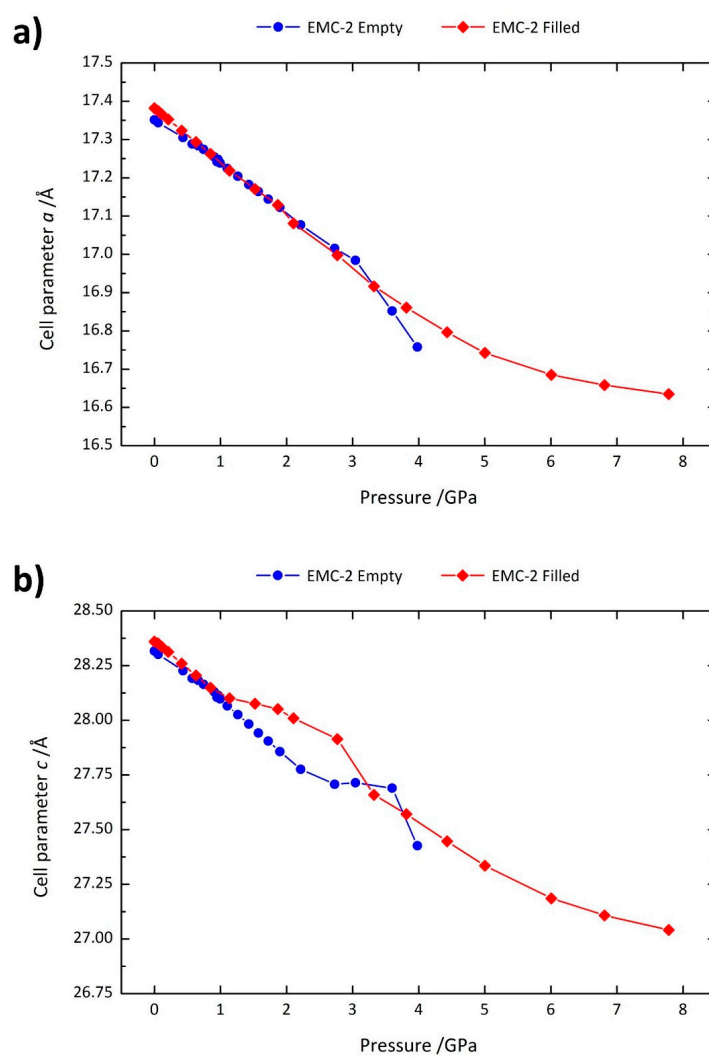 a)
EMC-2 Empty EMC-2 Filled
17.5
17.4
17.3
17.2
17.1
17.0
16.9
16.8
16.7
16.6
16.5
Cell parameter a /Å
0 1 2 3 4 5 6 7 8
Pressure /GPa
b)
EMC-2 Empty EMC-2 Filled
28.50
28.25
28.00
27.75
27.50
27.25
27.00
26.75
Cell parameter c /Å
0 1 2 3 4 5 6 7 8
Pressure /GPa